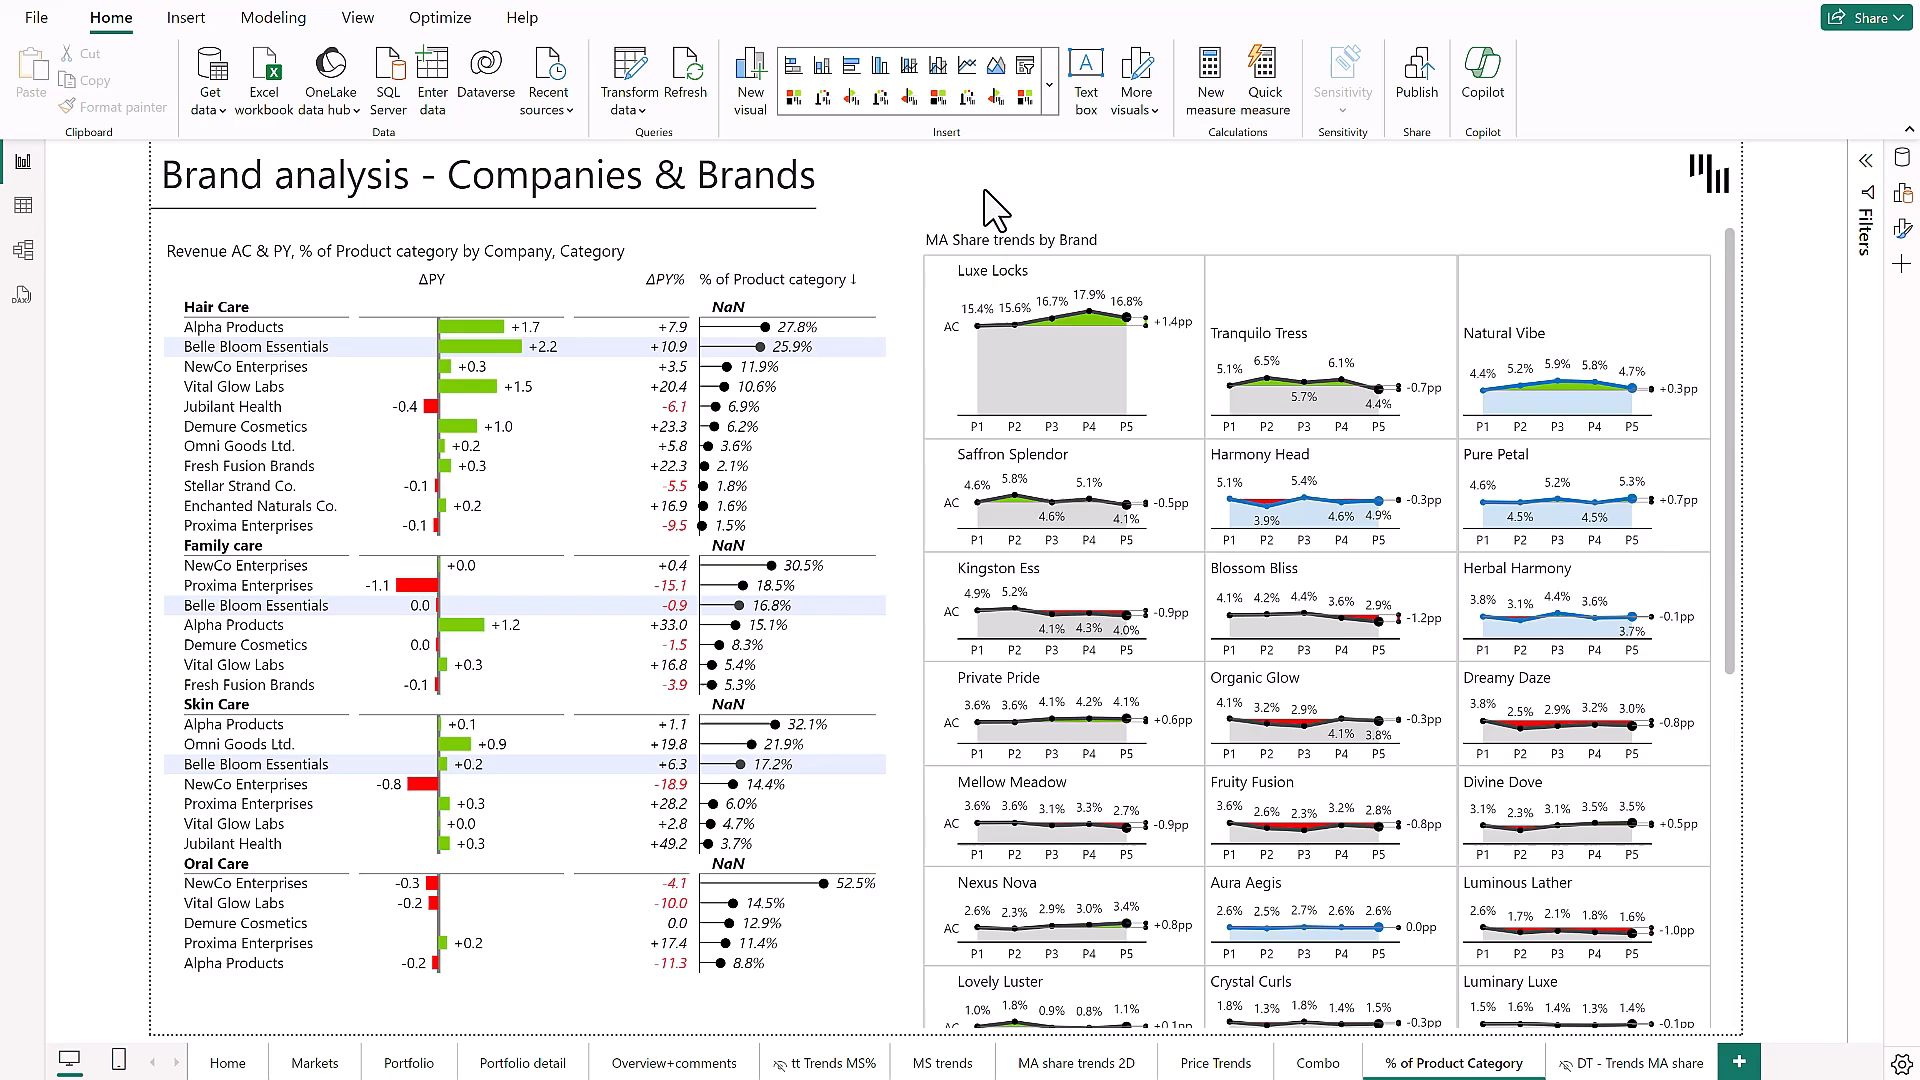 File Home Insert Modeling View Optimize Help Share
Paste Cut Copy Format painter
Get data Excel workbook OneLake data hub SQL Server Enter data Dataverse Recent sources Transform data Refresh New visual Text box More visuals New measure Quick measure Sensitivity Publish Copilot
Clipboard Data Queries Insert Calculations Sensitivity Share Copilot
Brand analysis - Companies & Brands
Filters
Revenue AC & PY, % of Product category by Company, Category
ΔPY ΔPY% % of Product category ↓
Hair Care NaN
Alpha Products +1.7 +7.9 27.8%
Belle Bloom Essentials +2.2 +10.9 25.9%
NewCo Enterprises +0.3 +3.5 11.9%
Vital Glow Labs +1.5 +20.4 10.6%
Jubilant Health -0.4 -6.1 6.9%
Demure Cosmetics +1.0 +23.3 6.2%
Omni Goods Ltd. +0.2 +5.8 3.6%
Fresh Fusion Brands +0.3 +22.3 2.1%
Stellar Strand Co. -0.1 -5.5 1.8%
Enchanted Naturals Co. +0.2 +16.9 1.6%
Proxima Enterprises -0.1 -9.5 1.5%
Family care NaN
NewCo Enterprises +0.0 +0.4 30.5%
Proxima Enterprises -1.1 -15.1 18.5%
Belle Bloom Essentials 0.0 -0.9 16.8%
Alpha Products +1.2 +33.0 15.1%
Demure Cosmetics 0.0 -1.5 8.3%
Vital Glow Labs +0.3 +16.8 5.4%
Fresh Fusion Brands -0.1 -3.9 5.3%
Skin Care NaN
Alpha Products +0.1 +1.1 32.1%
Omni Goods Ltd. +0.9 +19.8 21.9%
Belle Bloom Essentials +0.2 +6.3 17.2%
NewCo Enterprises -0.8 -18.9 14.4%
Proxima Enterprises +0.3 +28.2 6.0%
Vital Glow Labs +0.0 +2.8 4.7%
Jubilant Health +0.3 +49.2 3.7%
Oral Care NaN
NewCo Enterprises -0.3 -4.1 52.5%
Vital Glow Labs -0.2 -10.0 14.5%
Demure Cosmetics 0.0 12.9%
Proxima Enterprises +0.2 +17.4 11.4%
Alpha Products -0.2 -11.3 8.8%
MA Share trends by Brand
Luxe Locks
15.4% 15.6% 16.7% 17.9% 16.8%
AC +1.4pp
P1 P2 P3 P4 P5
Tranquilo Tress
5.1% 6.5% 5.7% 6.1% 4.4% -0.7pp
P1 P2 P3 P4 P5
Natural Vibe
4.4% 5.2% 5.9% 5.8% 4.7% +0.3pp
P1 P2 P3 P4 P5
Saffron Splendor
4.6% 5.8% 4.6% 5.1% 4.1%
AC -0.5pp
P1 P2 P3 P4 P5
Harmony Head
5.1% 3.9% 5.4% 4.6% 4.9% -0.3pp
P1 P2 P3 P4 P5
Pure Petal
4.6% 4.5% 5.2% 4.5% 5.3% +0.7pp
P1 P2 P3 P4 P5
Kingston Ess
4.9% 5.2% 4.1% 4.3% 4.0%
AC -0.9pp
P1 P2 P3 P4 P5
Blossom Bliss
4.1% 4.2% 4.4% 3.6% 2.9% -1.2pp
P1 P2 P3 P4 P5
Herbal Harmony
3.8% 3.1% 4.4% 3.6% 3.7% -0.1pp
P1 P2 P3 P4 P5
Private Pride
3.6% 3.6% 4.1% 4.2% 4.1%
AC +0.6pp
P1 P2 P3 P4 P5
Organic Glow
4.1% 3.2% 2.9% 4.1% 3.8% -0.3pp
P1 P2 P3 P4 P5
Dreamy Daze
3.8% 2.5% 2.9% 3.2% 3.0% -0.8pp
P1 P2 P3 P4 P5
Mellow Meadow
3.6% 3.6% 3.1% 3.3% 2.7%
AC -0.9pp
P1 P2 P3 P4 P5
Fruity Fusion
3.6% 2.6% 2.3% 3.2% 2.8% -0.8pp
P1 P2 P3 P4 P5
Divine Dove
3.1% 2.3% 3.1% 3.5% 3.5% +0.5pp
P1 P2 P3 P4 P5
Nexus Nova
2.6% 2.3% 2.9% 3.0% 3.4%
AC +0.8pp
P1 P2 P3 P4 P5
Aura Aegis
2.6% 2.5% 2.7% 2.6% 2.6% 0.0pp
P1 P2 P3 P4 P5
Luminous Lather
2.6% 1.7% 2.1% 1.8% 1.6% -1.0pp
P1 P2 P3 P4 P5
Lovely Luster
1.0% 1.8% 0.9% 0.8% 1.1%
AC +0.1pp
Crystal Curls
1.8% 1.3% 1.8% 1.4% 1.5% -0.3pp
Luminary Luxe
1.5% 1.6% 1.4% 1.3% 1.4% -0.1pp
Home Markets Portfolio Portfolio detail Overview+comments tt Trends MS% MS trends MA share trends 2D Price Trends Combo % of Product Category DT - Trends MA share +